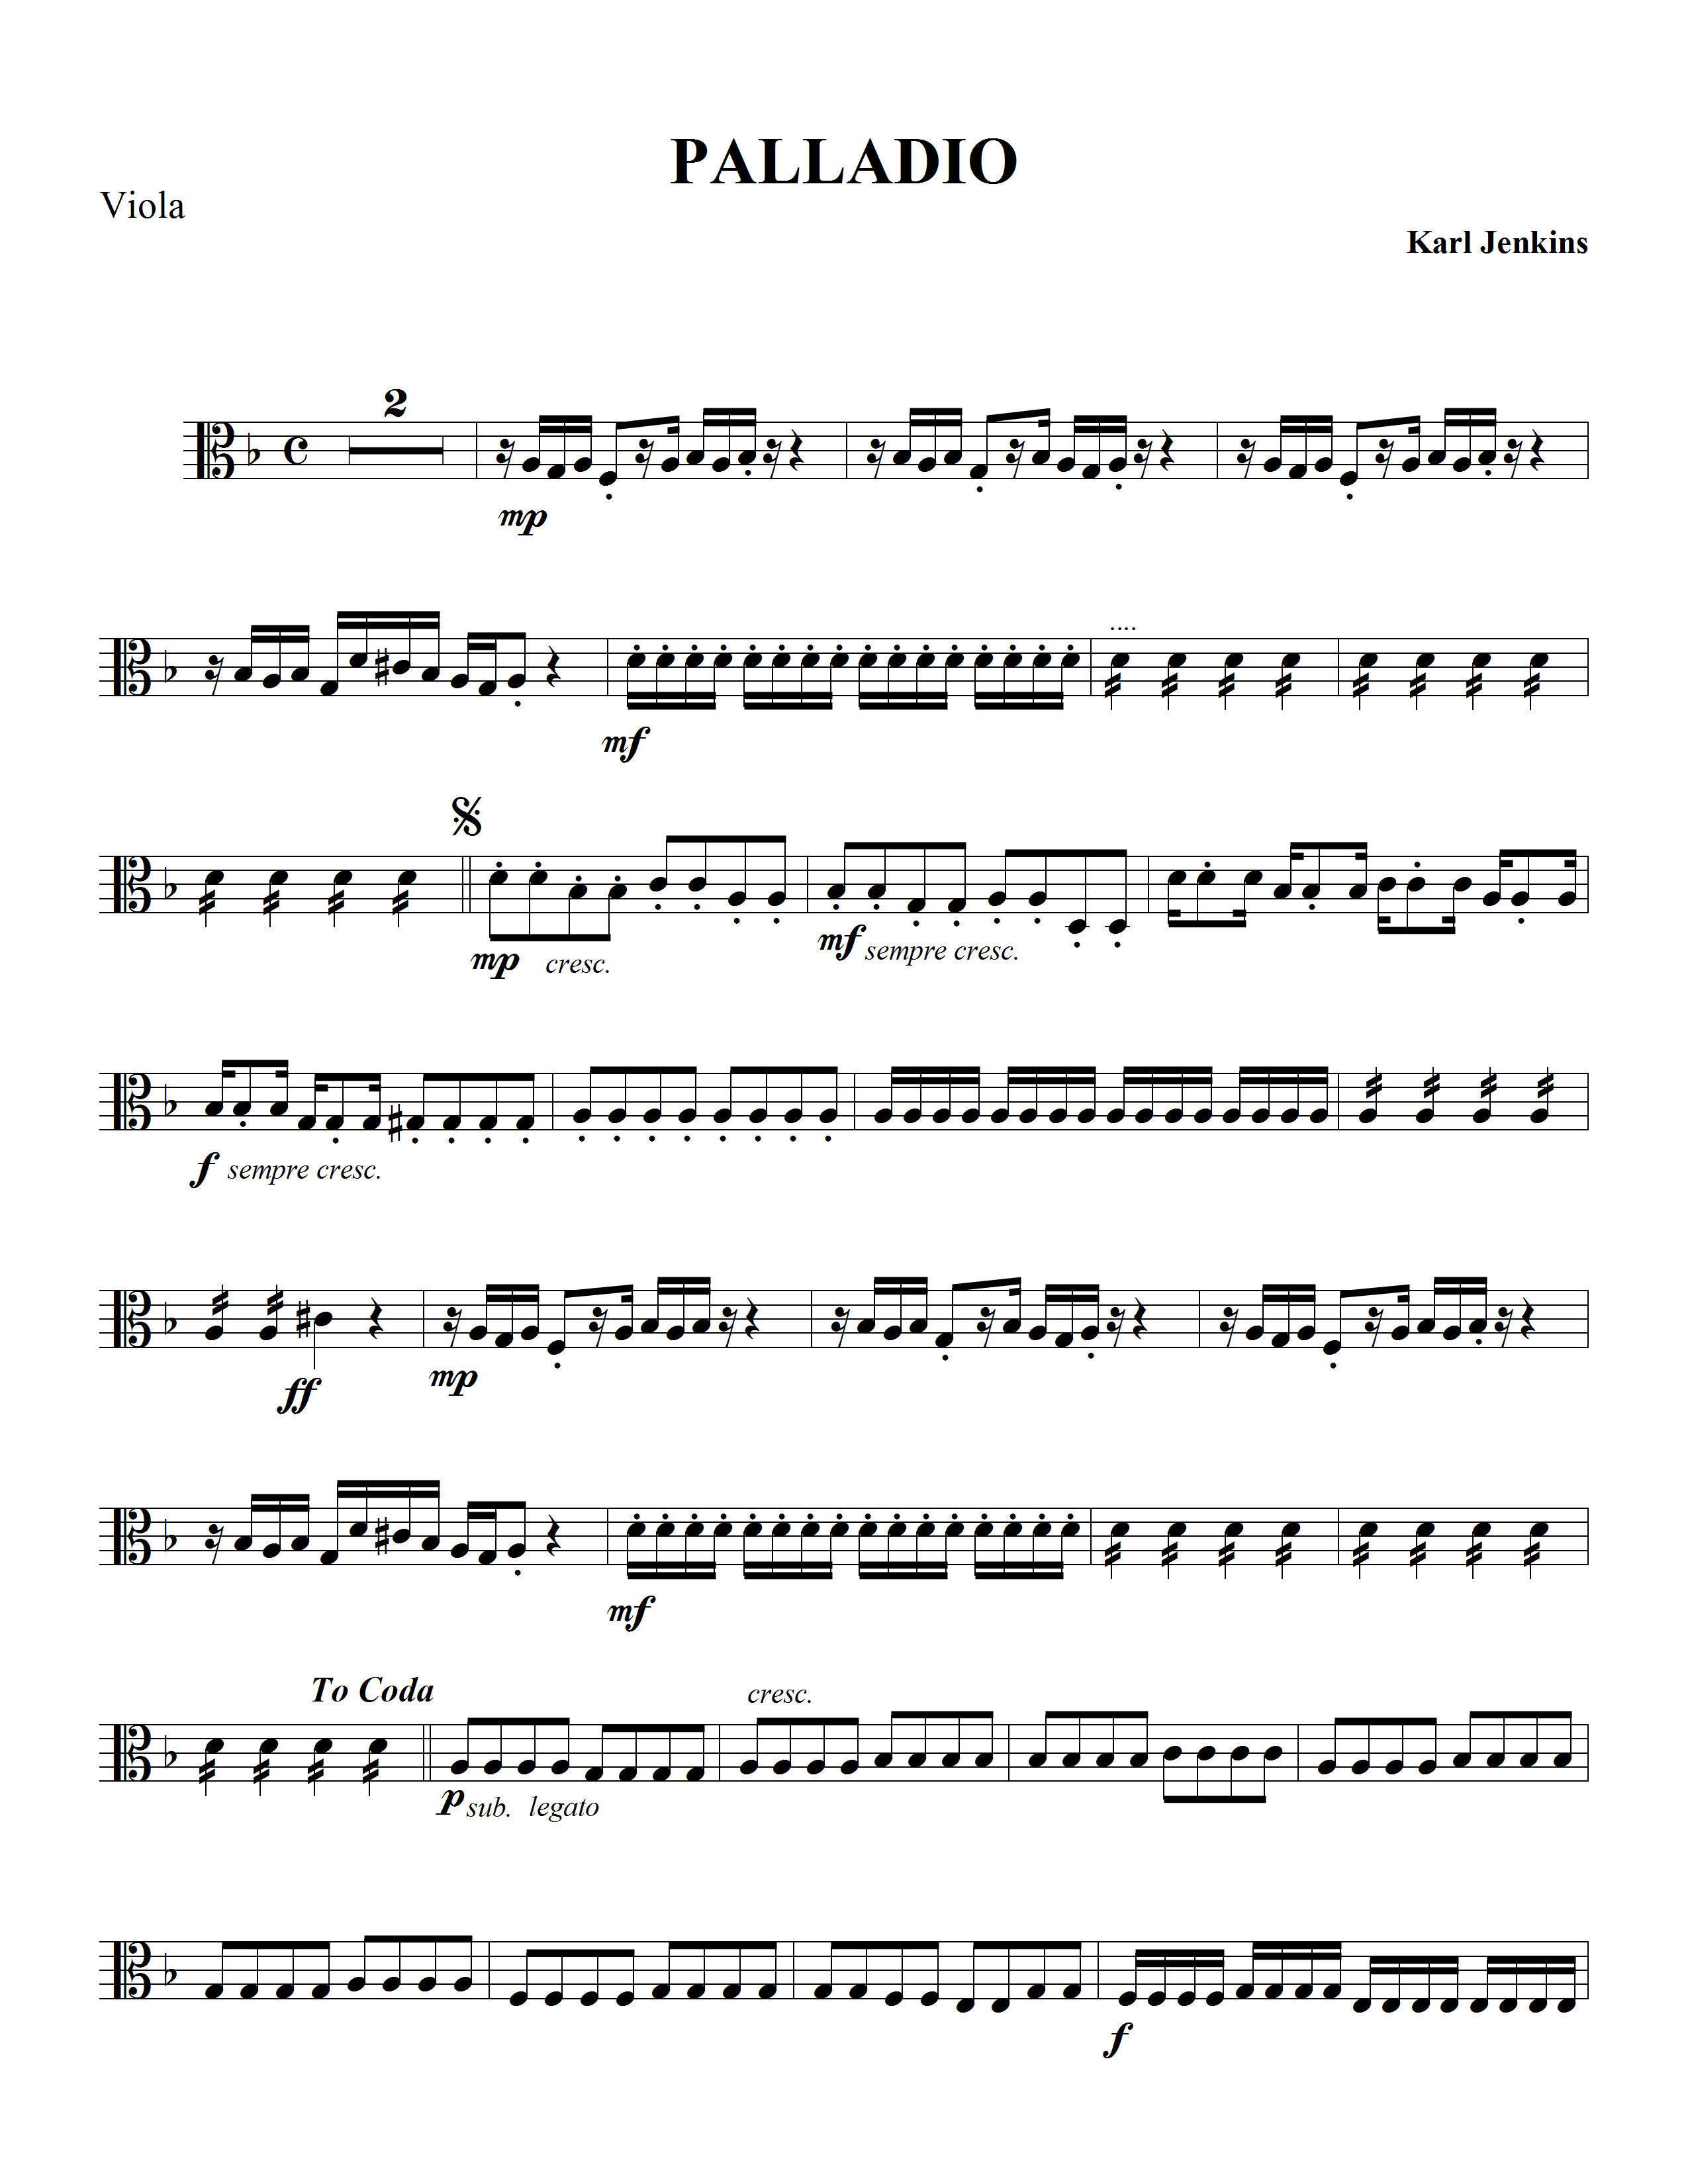 PALLADIO
Viola
Karl Jenkins
2
mp
mf
mp cresc. mf sempre cresc.
f sempre cresc.
ff mp
mf
To Coda cresc.
p sub. legato
f